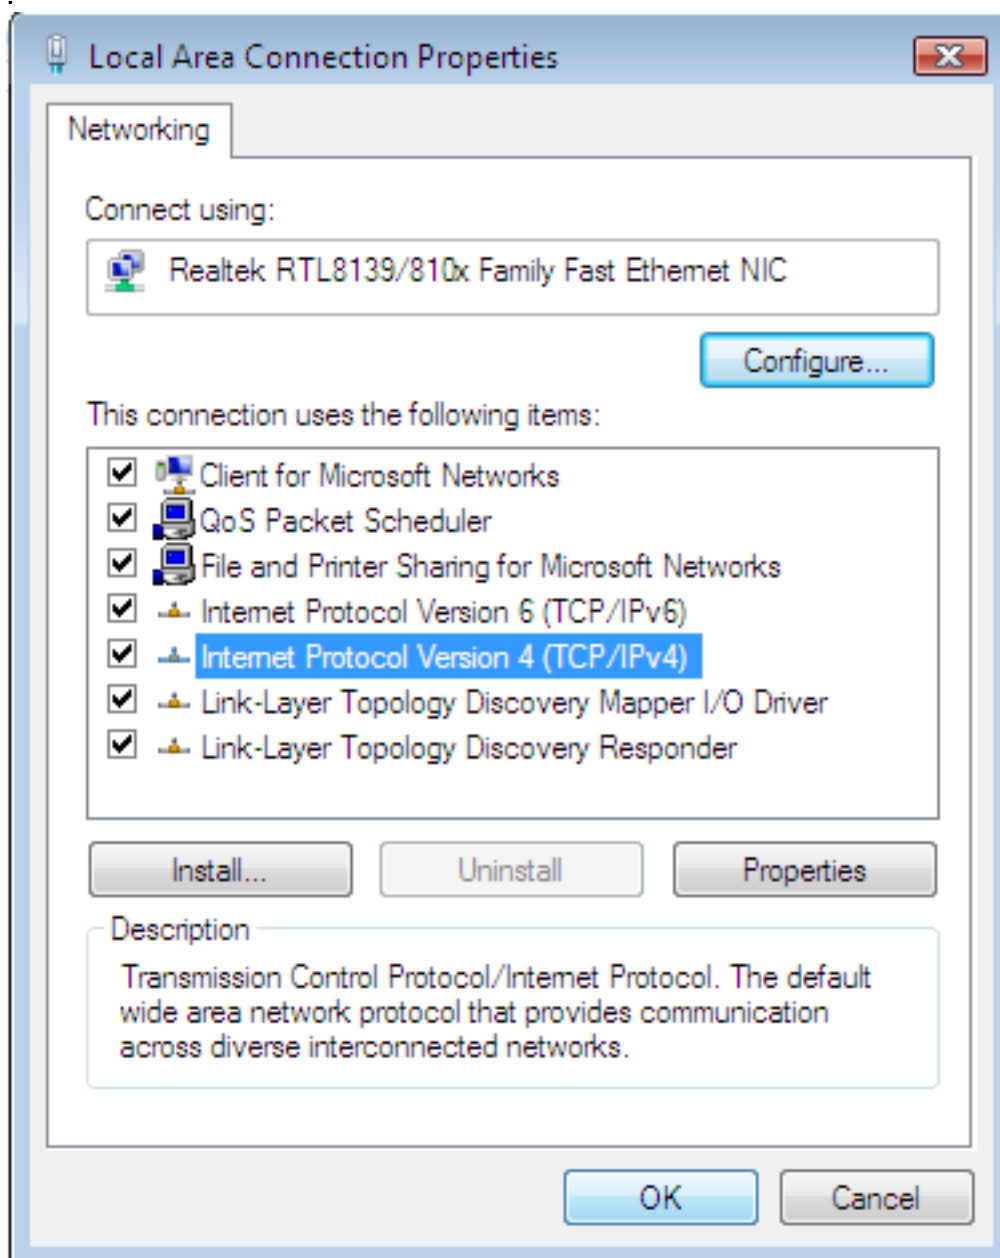 Local Area Connection Properties
Networking
Connect using:
Realtek RTL8139/810x Family Fast Ethernet NIC
Configure...
This connection uses the following items:
Client for Microsoft Networks
QoS Packet Scheduler
File and Printer Sharing for Microsoft Networks
Internet Protocol Version 6 (TCP/IPv6)
Internet Protocol Version 4 (TCP/IPv4)
Link-Layer Topology Discovery Mapper I/O Driver
Link-Layer Topology Discovery Responder
Install... Uninstall Properties
Description
Transmission Control Protocol/Internet Protocol. The default
wide area network protocol that provides communication
across diverse interconnected networks.
OK Cancel